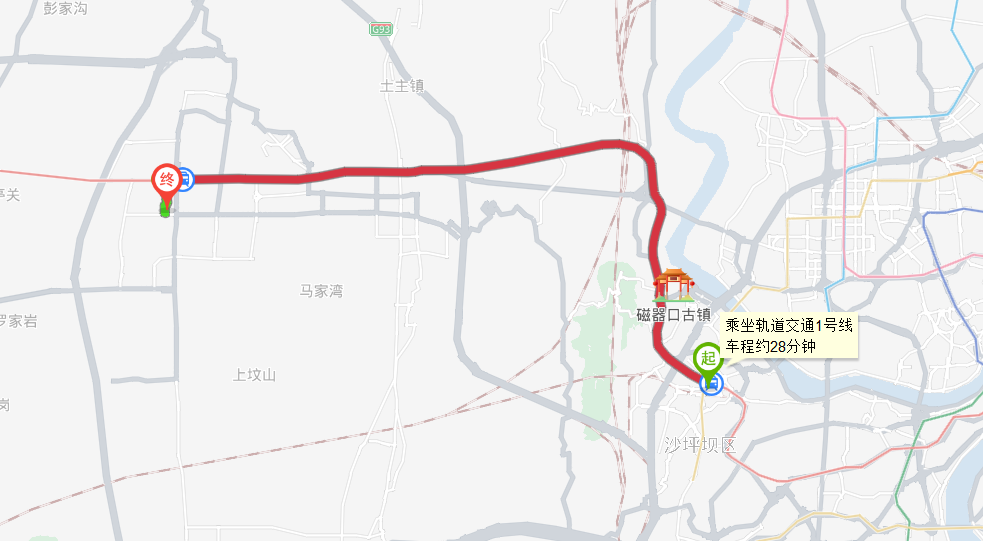 彭家沟
G93
土主镇
终
亭关
马家湾
磁器口古镇
乘坐轨道交通1号线
车程约28分钟
罗家岩
起
上坟山
岗
沙坪坝区